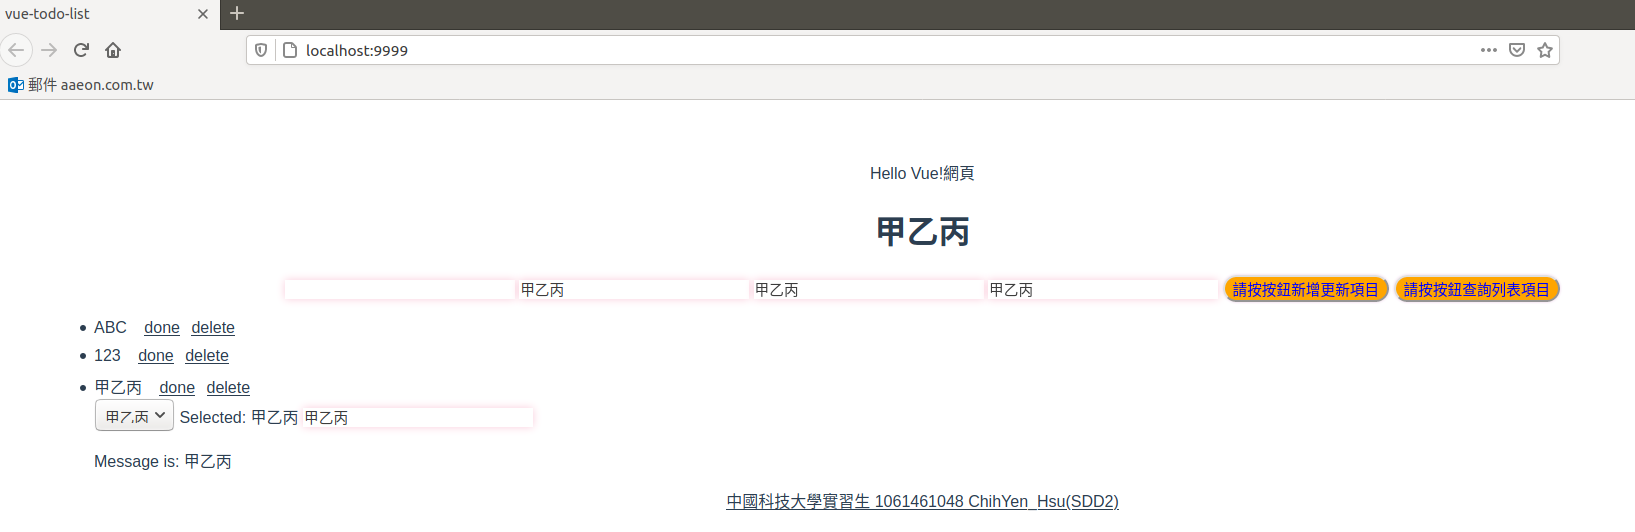 vue-todo-list
localhost:9999
郵件 aaeon.com.tw
Hello Vue!網頁
甲乙丙
甲乙丙 甲乙丙 甲乙丙 請按按鈕新增更新項目 請按按鈕查詢列表項目
ABC done delete
123 done delete
甲乙丙 done delete
甲乙丙 Selected: 甲乙丙 甲乙丙
Message is: 甲乙丙
中國科技大學實習生 1061461048 ChihYen_Hsu(SDD2)